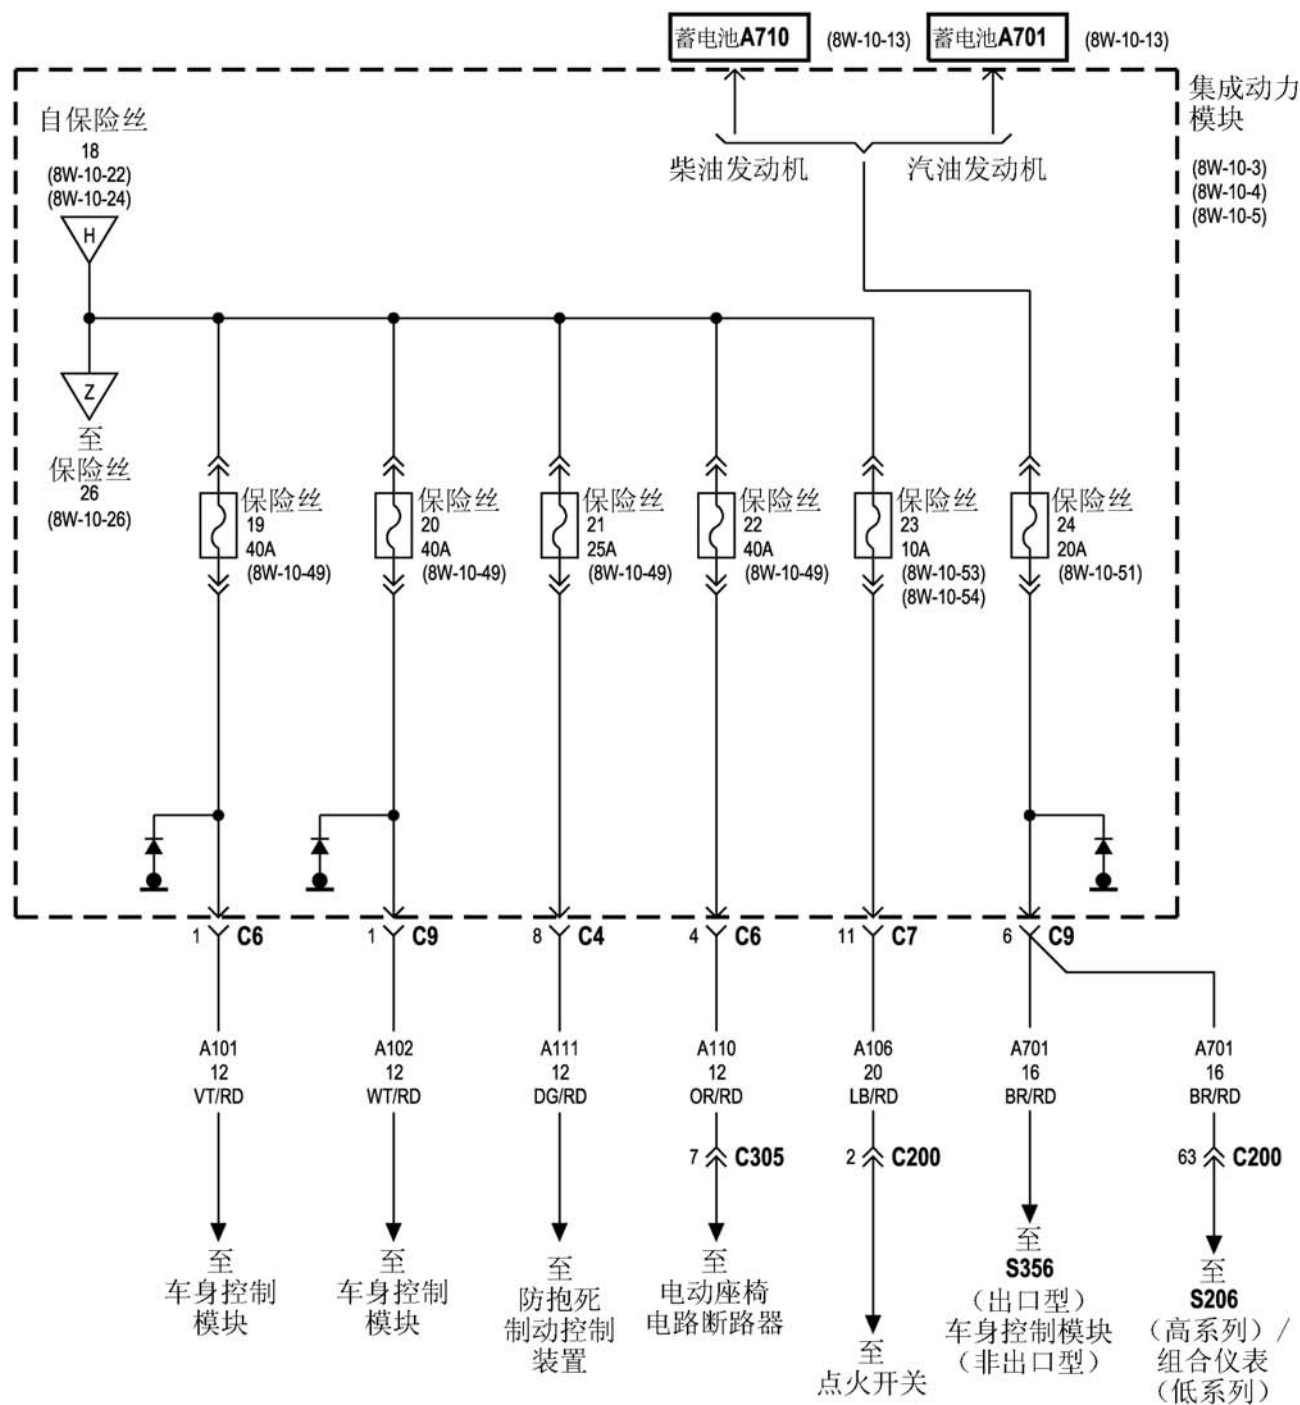 蓄电池A710
(8W-10-13)
蓄电池A701
(8W-10-13)
集成动力
模块
(8W-10-3)
(8W-10-4)
(8W-10-5)
自保险丝
18
(8W-10-22)
(8W-10-24)
H
柴油发动机
汽油发动机
Z
至
保险丝
26
(8W-10-26)
保险丝
19
40A
(8W-10-49)
保险丝
20
40A
(8W-10-49)
保险丝
21
25A
(8W-10-49)
保险丝
22
40A
(8W-10-49)
保险丝
23
10A
(8W-10-53)
(8W-10-54)
保险丝
24
20A
(8W-10-51)
1 C6
1 C9
8 C4
4 C6
11 C7
6 C9
A101
12
VT/RD
A102
12
WT/RD
A111
12
DG/RD
A110
12
OR/RD
A106
20
LB/RD
A701
16
BR/RD
A701
16
BR/RD
7 C305
2 C200
63 C200
至
车身控制
模块
至
车身控制
模块
至
防抱死
制动控制
装置
至
电动座椅
电路断路器
至
点火开关
至
S356
（出口型）
车身控制模块
（非出口型）
至
S206
（高系列）/
组合仪表
（低系列）